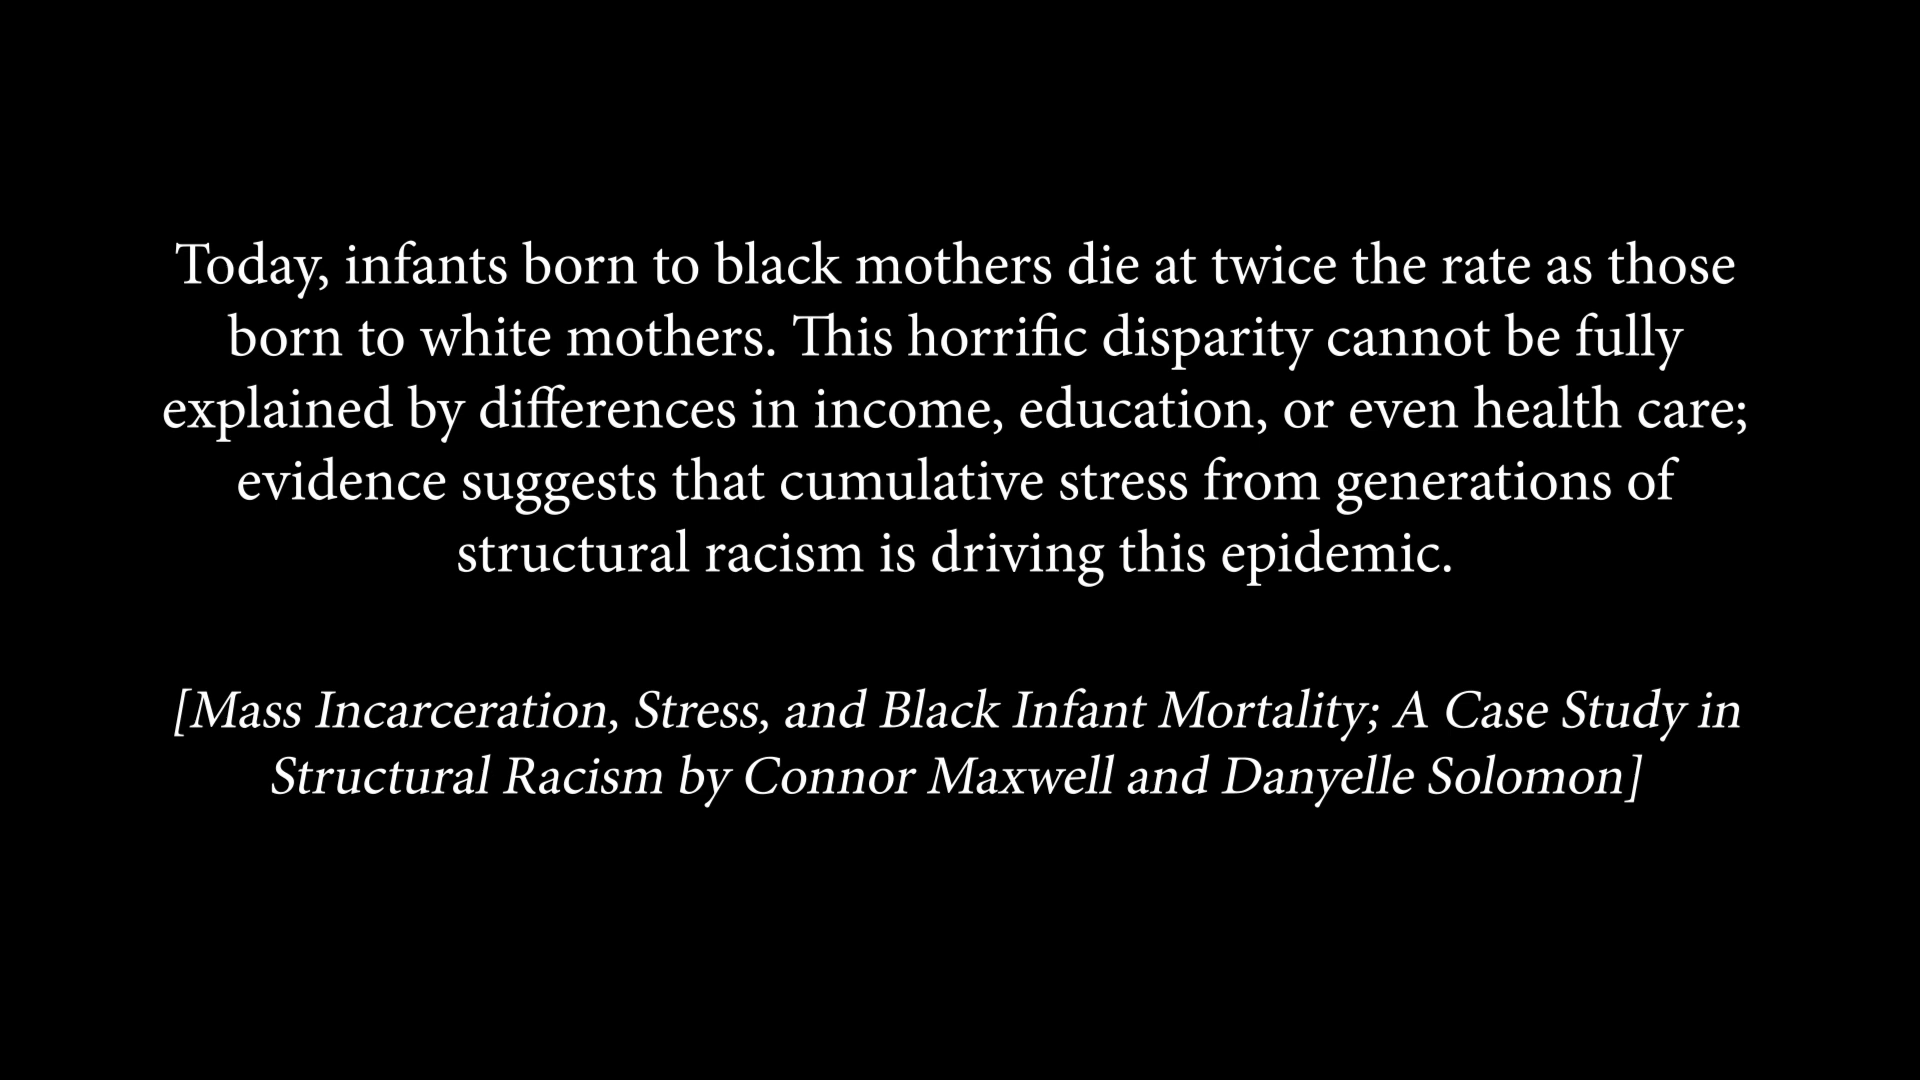 Today, infants born to black mothers die at twice the rate as those
born to white mothers. This horrific disparity cannot be fully
explained by differences in income, education, or even health care;
evidence suggests that cumulative stress from generations of
structural racism is driving this epidemic.
[Mass Incarceration, Stress, and Black Infant Mortality; A Case Study in
Structural Racism by Connor Maxwell and Danyelle Solomon]